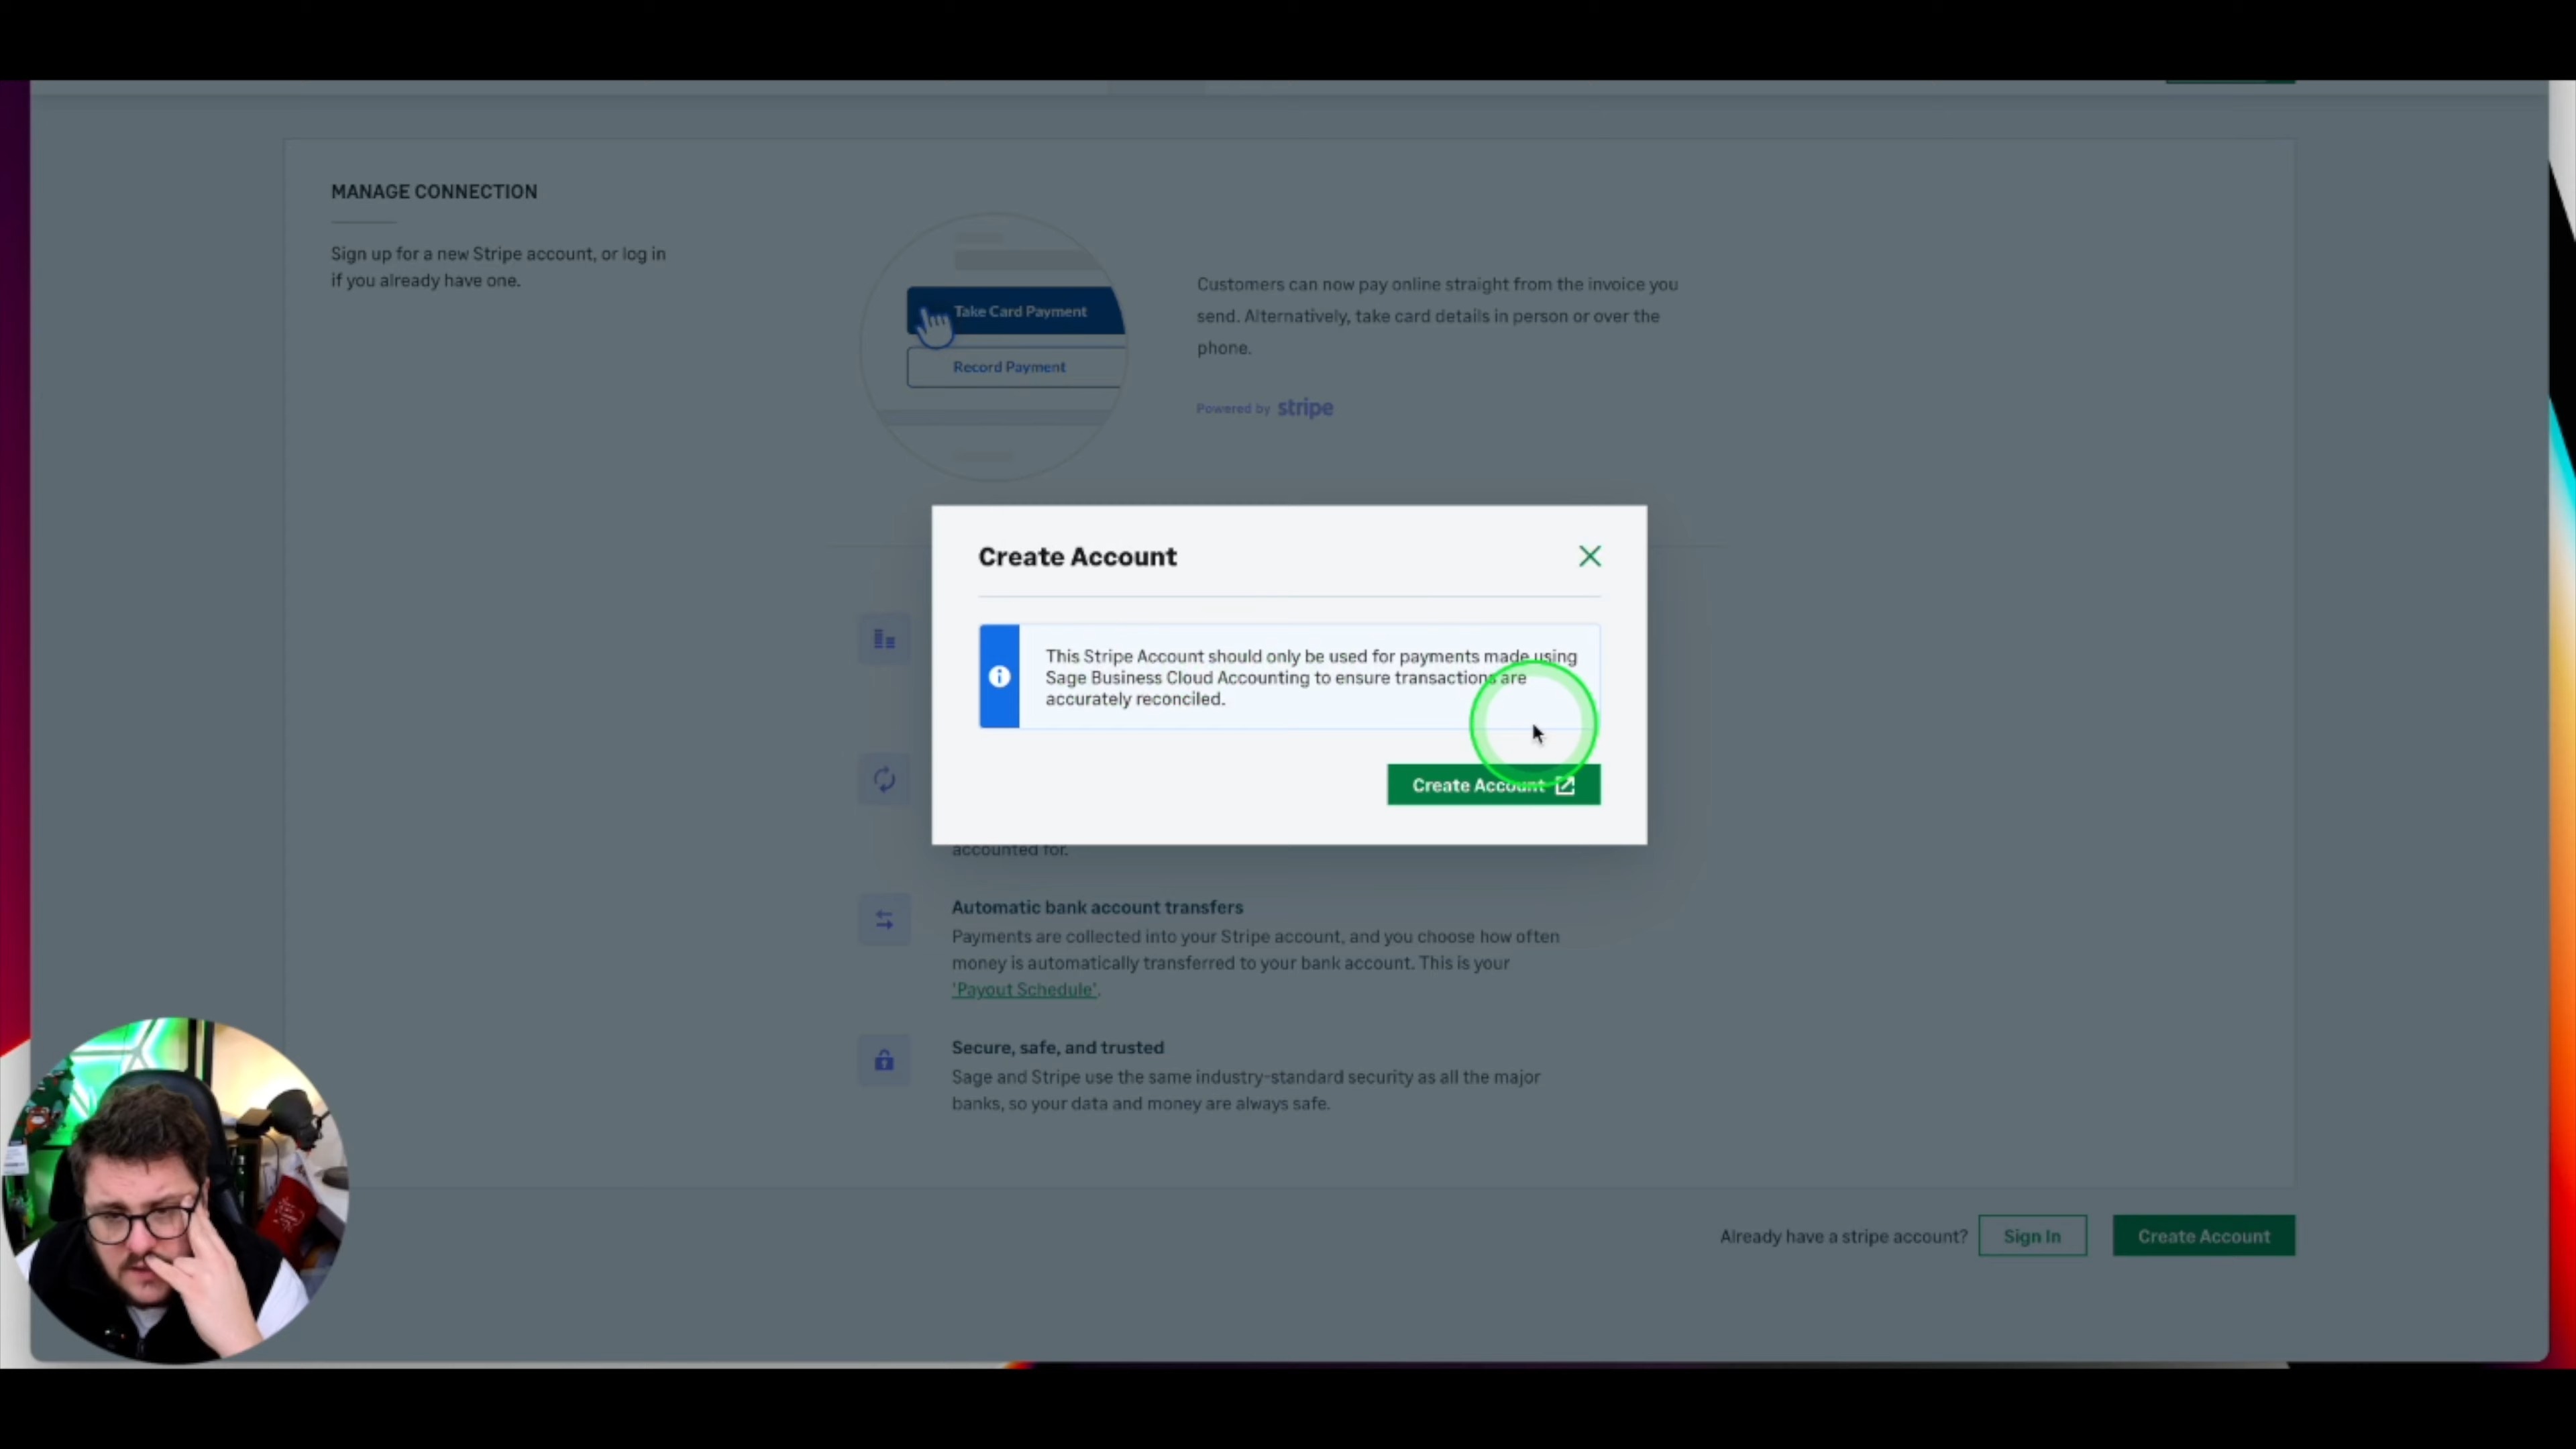 MANAGE CONNECTION
Sign up for a new Stripe account, or log in
if you already have one.
Take Card Payment
Record Payment
Customers can now pay online straight from the invoice you
send. Alternatively, take card details in person or over the
phone.
Powered by stripe
Create Account
This Stripe Account should only be used for payments made using
Sage Business Cloud Accounting to ensure transactions are
accurately reconciled.
Create Account
accounted for.
Automatic bank account transfers
Payments are collected into your Stripe account, and you choose how often
money is automatically transferred to your bank account. This is your
'Payout Schedule'.
Secure, safe, and trusted
Sage and Stripe use the same industry-standard security as all the major
banks, so your data and money are always safe.
Already have a stripe account?
Sign In
Create Account